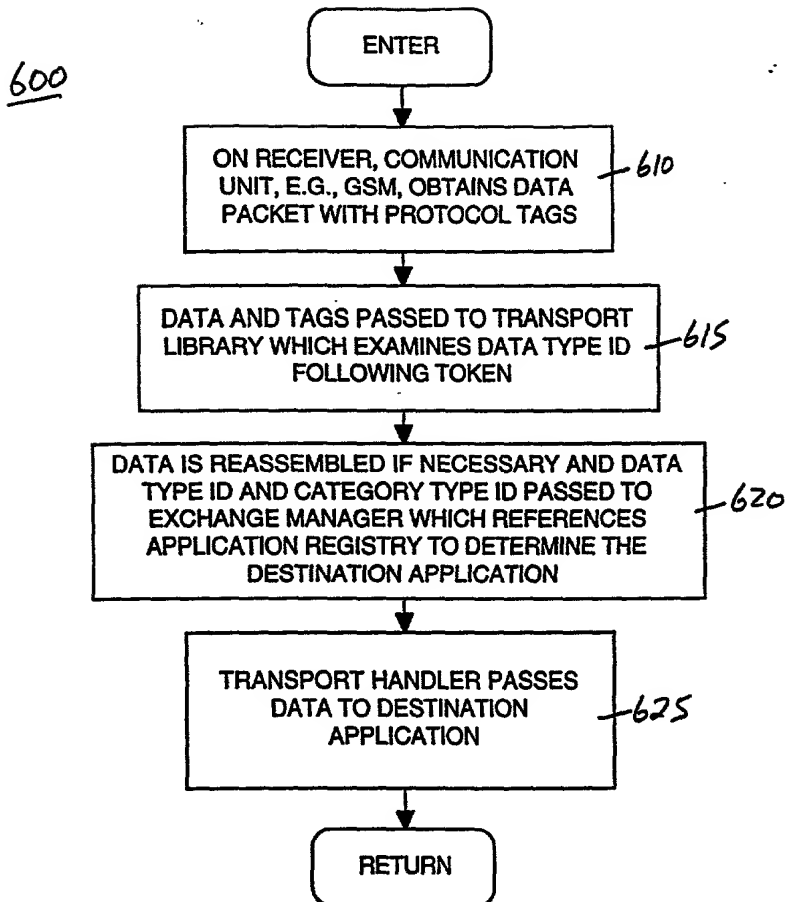 600
ENTER
ON RECEIVER, COMMUNICATION
UNIT, E.G., GSM, OBTAINS DATA
PACKET WITH PROTOCOL TAGS
610
DATA AND TAGS PASSED TO TRANSPORT
LIBRARY WHICH EXAMINES DATA TYPE ID
FOLLOWING TOKEN
615
DATA IS REASSEMBLED IF NECESSARY AND DATA
TYPE ID AND CATEGORY TYPE ID PASSED TO
EXCHANGE MANAGER WHICH REFERENCES
APPLICATION REGISTRY TO DETERMINE THE
DESTINATION APPLICATION
620
TRANSPORT HANDLER PASSES
DATA TO DESTINATION
APPLICATION
625
RETURN